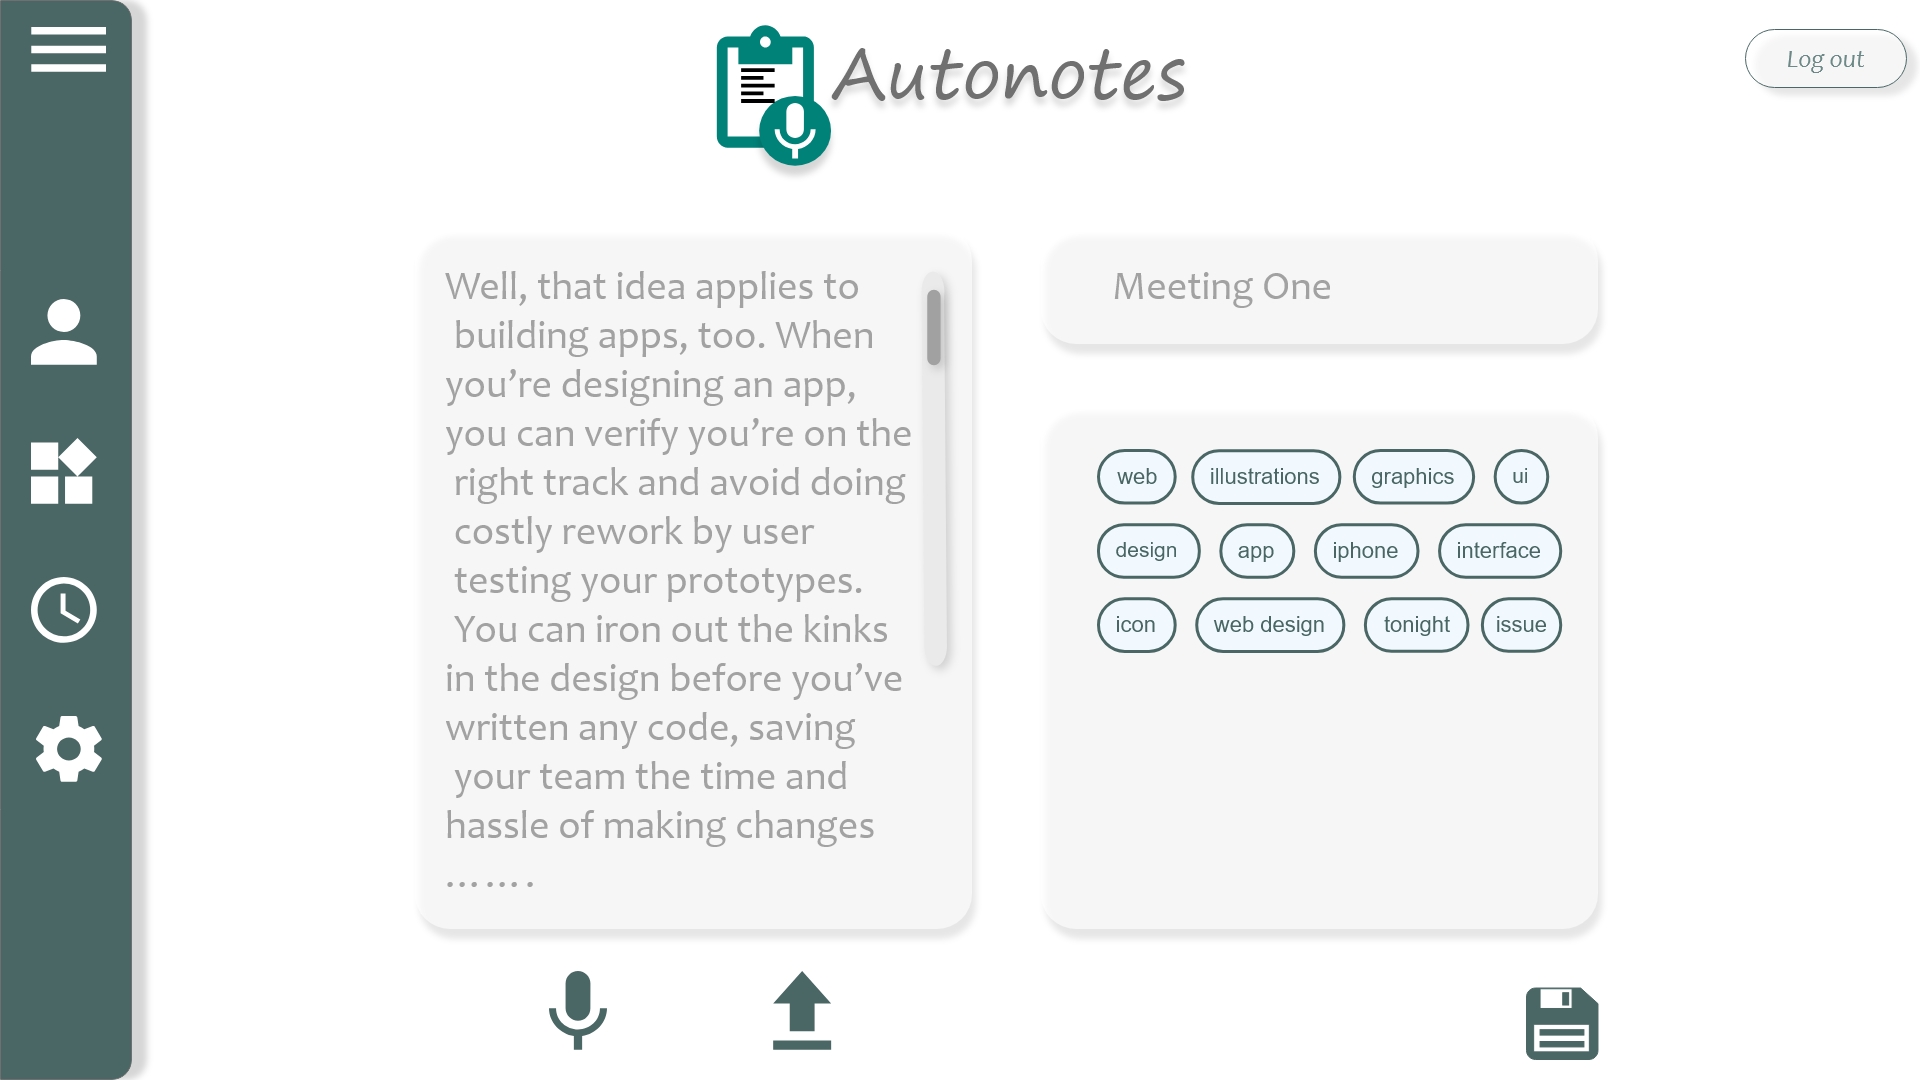 Autonotes
Log out
Well, that idea applies to
building apps, too. When
you’re designing an app,
you can verify you’re on the
right track and avoid doing
costly rework by user
testing your prototypes.
You can iron out the kinks
in the design before you’ve
written any code, saving
your team the time and
hassle of making changes
…….
Meeting One
web illustrations graphics ui
design app iphone interface
icon web design tonight issue